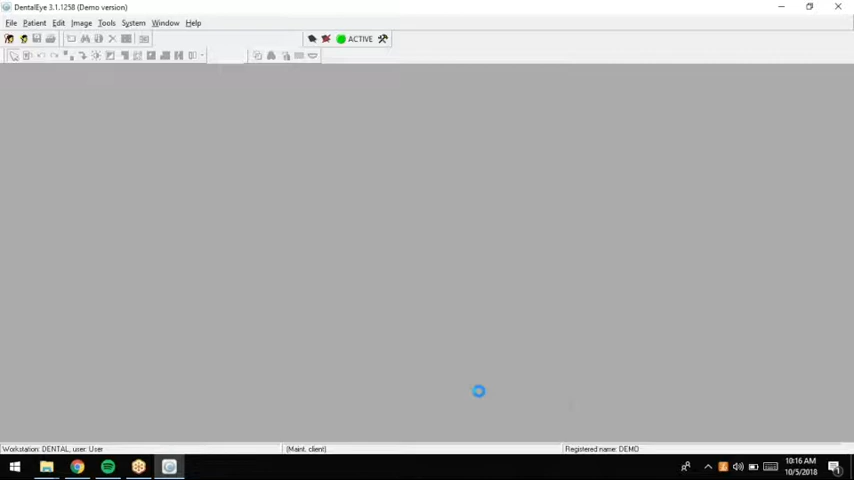 DentalEye 3.1.1258 (Demo version)
File Patient Edit Image Tools System Window Help
ACTIVE
Workstation: DENTAL, user: User
(Maint. client)
Registered name: DEMO
10:16 AM
10/5/2018